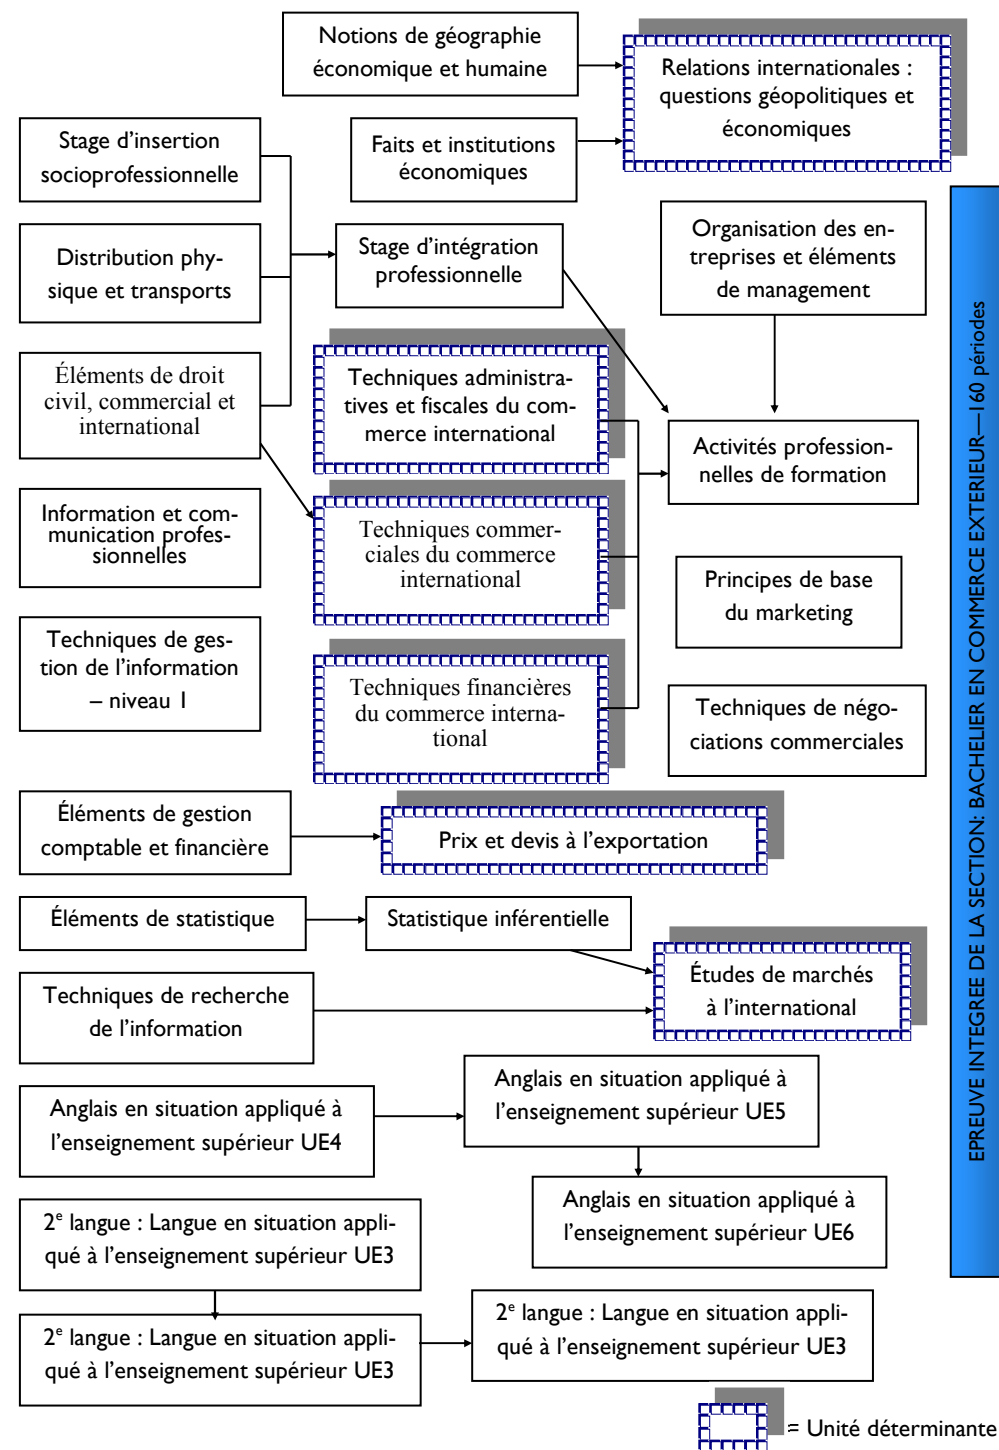 Notions de géographie
économique et humaine
Relations internationales :
questions géopolitiques et
économiques
Stage d’insertion
socioprofessionnelle
Faits et institutions
économiques
Distribution phy-
sique et transports
Stage d’intégration
professionnelle
Organisation des en-
treprises et éléments
de management
Éléments de droit
civil, commercial et
international
Techniques administra-
tives et fiscales du com-
merce international
Activités profession-
nelles de formation
Information et com-
munication profes-
sionnelles
Techniques commer-
ciales du commerce
international
Principes de base
du marketing
Techniques de ges-
tion de l’information
– niveau 1
Techniques financières
du commerce interna-
tional
Techniques de négo-
ciations commerciales
Éléments de gestion
comptable et financière
Prix et devis à l’exportation
Éléments de statistique
Statistique inférentielle
Études de marchés
à l’international
Techniques de recherche
de l’information
Anglais en situation appliqué à
l’enseignement supérieur UE4
Anglais en situation appliqué à
l’enseignement supérieur UE5
Anglais en situation appliqué à
l’enseignement supérieur UE6
2e langue : Langue en situation appli-
qué à l’enseignement supérieur UE3
2e langue : Langue en situation appli-
qué à l’enseignement supérieur UE3
2e langue : Langue en situation appli-
qué à l’enseignement supérieur UE3
EPREUVE INTEGREE DE LA SECTION: BACHELIER EN COMMERCE EXTERIEUR—160 périodes
= Unité déterminante